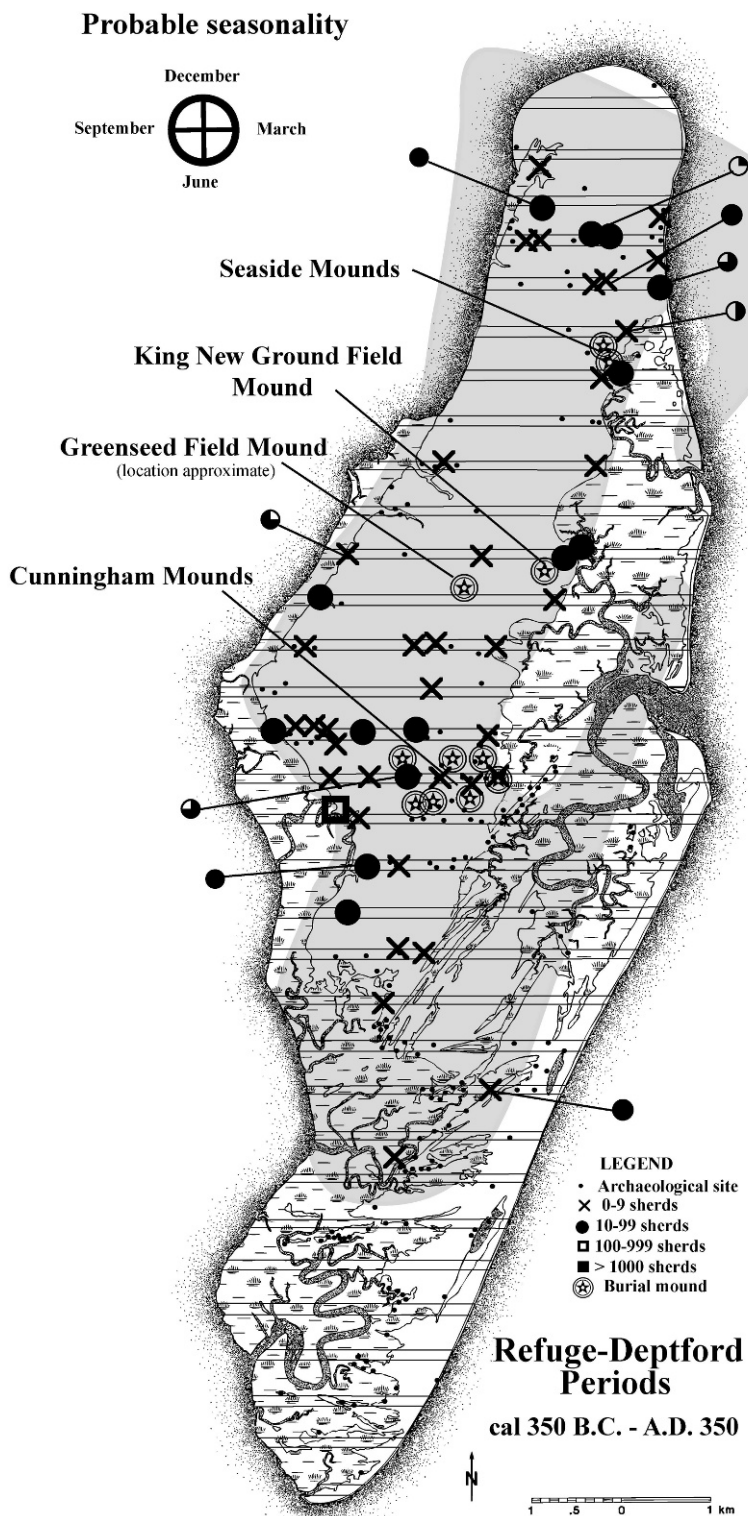 Probable seasonality
December
September
March
June
Seaside Mounds
King New Ground Field
Mound
Greenseed Field Mound
(location approximate)
Cunningham Mounds
LEGEND
Archaeological site
0-9 sherds
10-99 sherds
100-999 sherds
> 1000 sherds
Burial mound
Refuge-Deptford
Periods
cal 350 B.C. - A.D. 350
N
1 .5 0 1 km